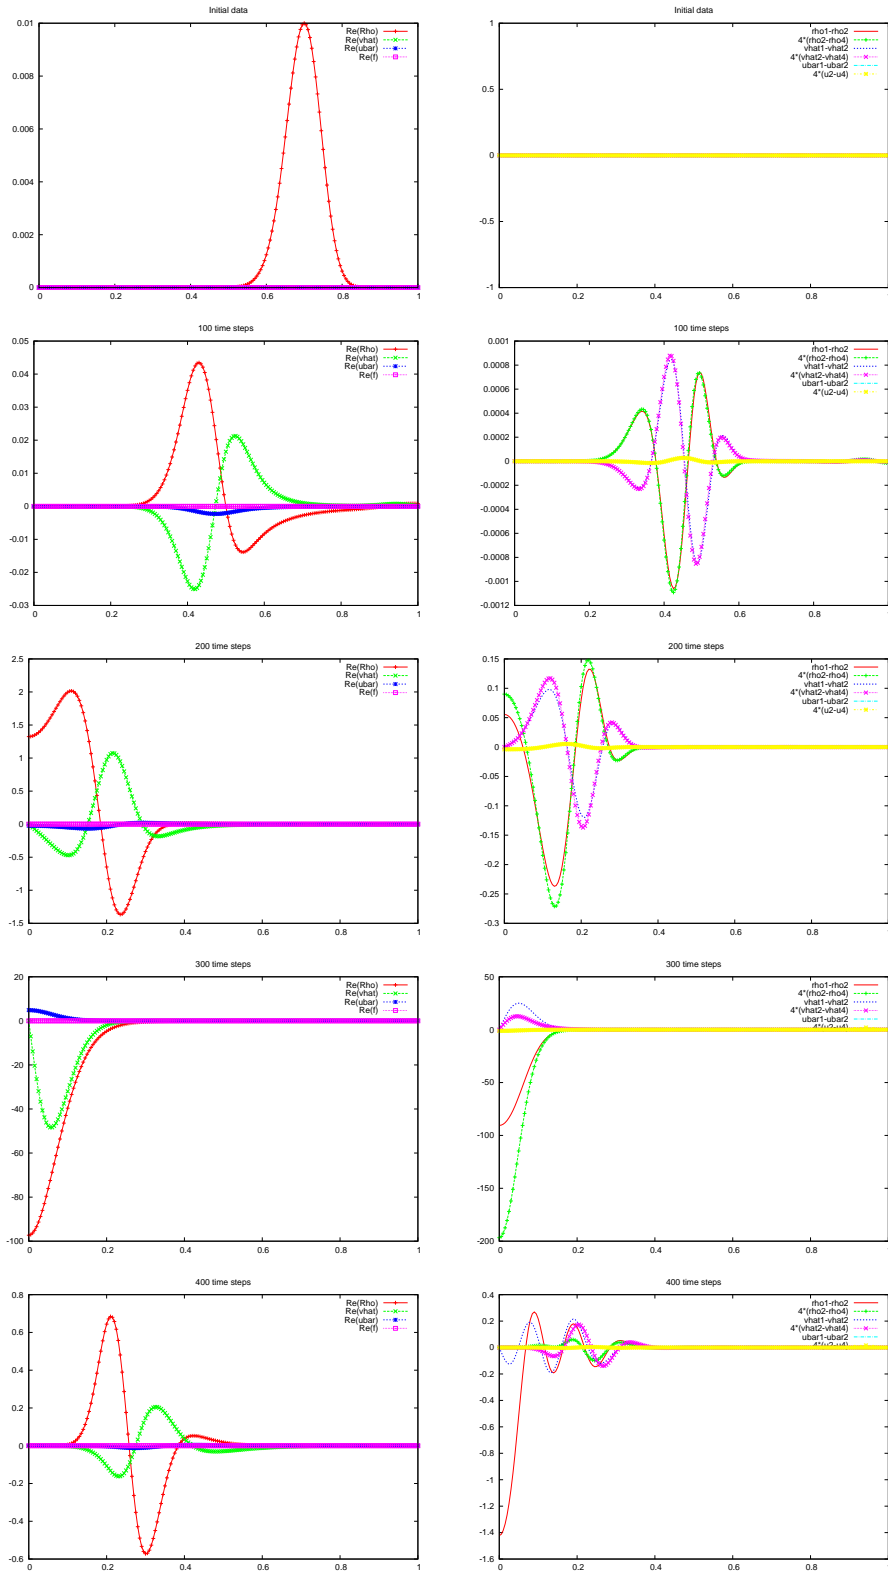 Initial data
0.01
0.008
0.006
0.004
0.002
0
0 0.2 0.4 0.6 0.8 1
Re(Rho)
Re(vhat)
Re(ubar)
Re(f)
Initial data
1
0.5
0
-0.5
-1
0 0.2 0.4 0.6 0.8 1
rho1-rho2
4*(rho2-rho4)
vhat1-vhat2
4*(vhat2-vhat4)
ubar1-ubar2
4*(u2-u4)
100 time steps
0.05
0.04
0.03
0.02
0.01
0
-0.01
-0.02
-0.03
0 0.2 0.4 0.6 0.8 1
Re(Rho)
Re(vhat)
Re(ubar)
Re(f)
100 time steps
0.001
0.0008
0.0006
0.0004
0.0002
0
-0.0002
-0.0004
-0.0006
-0.0008
-0.001
-0.0012
0 0.2 0.4 0.6 0.8 1
rho1-rho2
4*(rho2-rho4)
vhat1-vhat2
4*(vhat2-vhat4)
ubar1-ubar2
4*(u2-u4)
200 time steps
2.5
2
1.5
1
0.5
0
-0.5
-1
-1.5
0 0.2 0.4 0.6 0.8 1
Re(Rho)
Re(vhat)
Re(ubar)
Re(f)
200 time steps
0.15
0.1
0.05
0
-0.05
-0.1
-0.15
-0.2
-0.25
-0.3
0 0.2 0.4 0.6 0.8 1
rho1-rho2
4*(rho2-rho4)
vhat1-vhat2
4*(vhat2-vhat4)
ubar1-ubar2
4*(u2-u4)
300 time steps
20
0
-20
-40
-60
-80
-100
0 0.2 0.4 0.6 0.8 1
Re(Rho)
Re(vhat)
Re(ubar)
Re(f)
300 time steps
50
0
-50
-100
-150
-200
0 0.2 0.4 0.6 0.8 1
rho1-rho2
4*(rho2-rho4)
vhat1-vhat2
4*(vhat2-vhat4)
ubar1-ubar2
4*(u2-u4)
400 time steps
0.8
0.6
0.4
0.2
0
-0.2
-0.4
-0.6
0 0.2 0.4 0.6 0.8 1
Re(Rho)
Re(vhat)
Re(ubar)
Re(f)
400 time steps
0.4
0.2
0
-0.2
-0.4
-0.6
-0.8
-1
-1.2
-1.4
-1.6
0 0.2 0.4 0.6 0.8 1
rho1-rho2
4*(rho2-rho4)
vhat1-vhat2
4*(vhat2-vhat4)
ubar1-ubar2
4*(u2-u4)